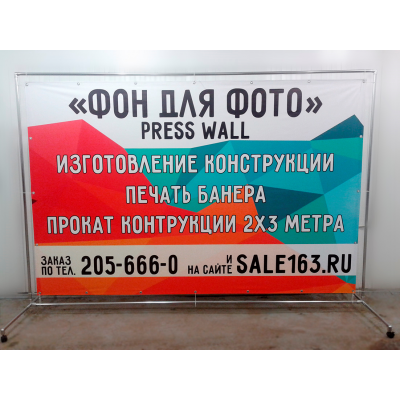 «ФОН ДЛЯ ФОТО»
PRESS WALL
ИЗГОТОВЛЕНИЕ КОНСТРУКЦИИ
ПЕЧАТЬ БАНЕРА
ПРОКАТ КОНТРУКЦИИ 2Х3 МЕТРА
ЗАКАЗ ПО ТЕЛ. 205-666-0 И НА САЙТЕ SALE163.RU